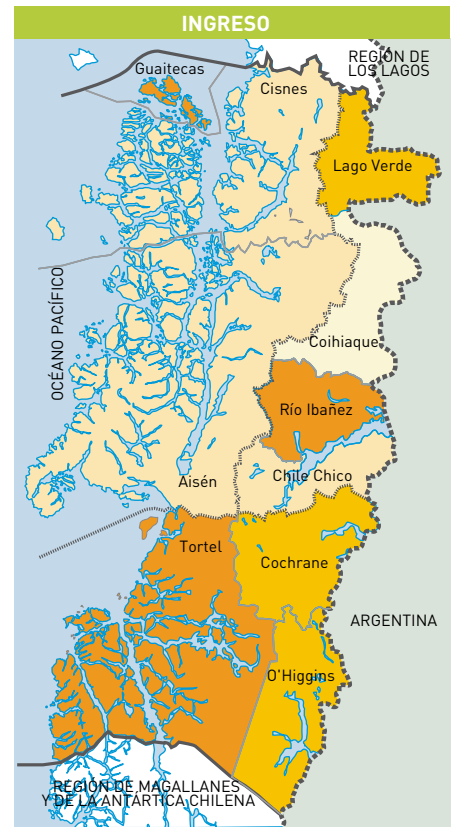 INGRESO
REGIÓN DE
LOS LAGOS
Guaitecas
Cisnes
Lago Verde
OCÉANO PACÍFICO
Coihiaque
Río Ibañez
Aisén
Chile Chico
Tortel
Cochrane
ARGENTINA
O'Higgins
REGIÓN DE MAGALLANES
Y DE LA ANTÁRTICA CHILENA